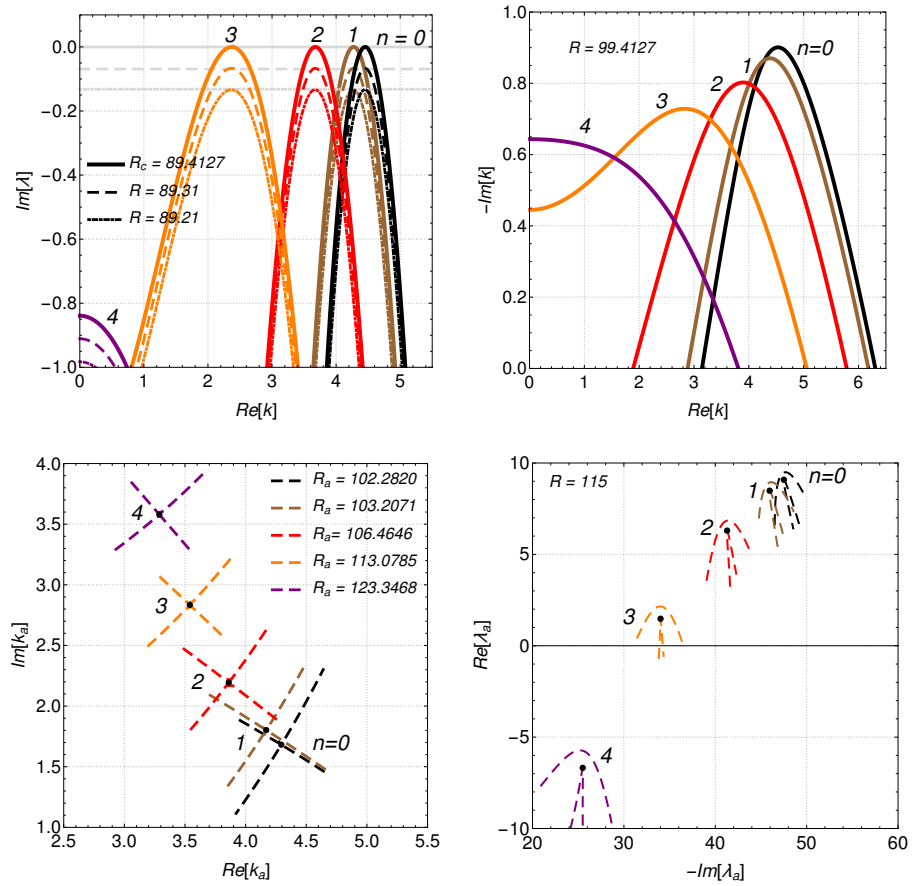 3 2 1 n = 0
0.0
−0.2
−0.4
−0.6
−0.8
−1.0
Im[λ]
R_c = 89.4127
R = 89.31
R = 89.21
4
0 1 2 3 4 5
Re[k]
1.0
0.8
0.6
0.4
0.2
0.0
−Im[k]
R = 99.4127
n=0
1
2
3
4
0 1 2 3 4 5 6
Re[k]
4.0
3.5
3.0
2.5
2.0
1.5
1.0
Im[k_a]
R_a = 102.2820
R_a = 103.2071
R_a= 106.4646
R_a = 113.0785
R_a = 123.3468
4
3
2
1 n=0
2.5 3.0 3.5 4.0 4.5 5.0 5.5
Re[k_a]
10
5
0
−5
−10
Re[λ_a]
R = 115
n=0
1
2
3
4
20 30 40 50 60
−Im[λ_a]